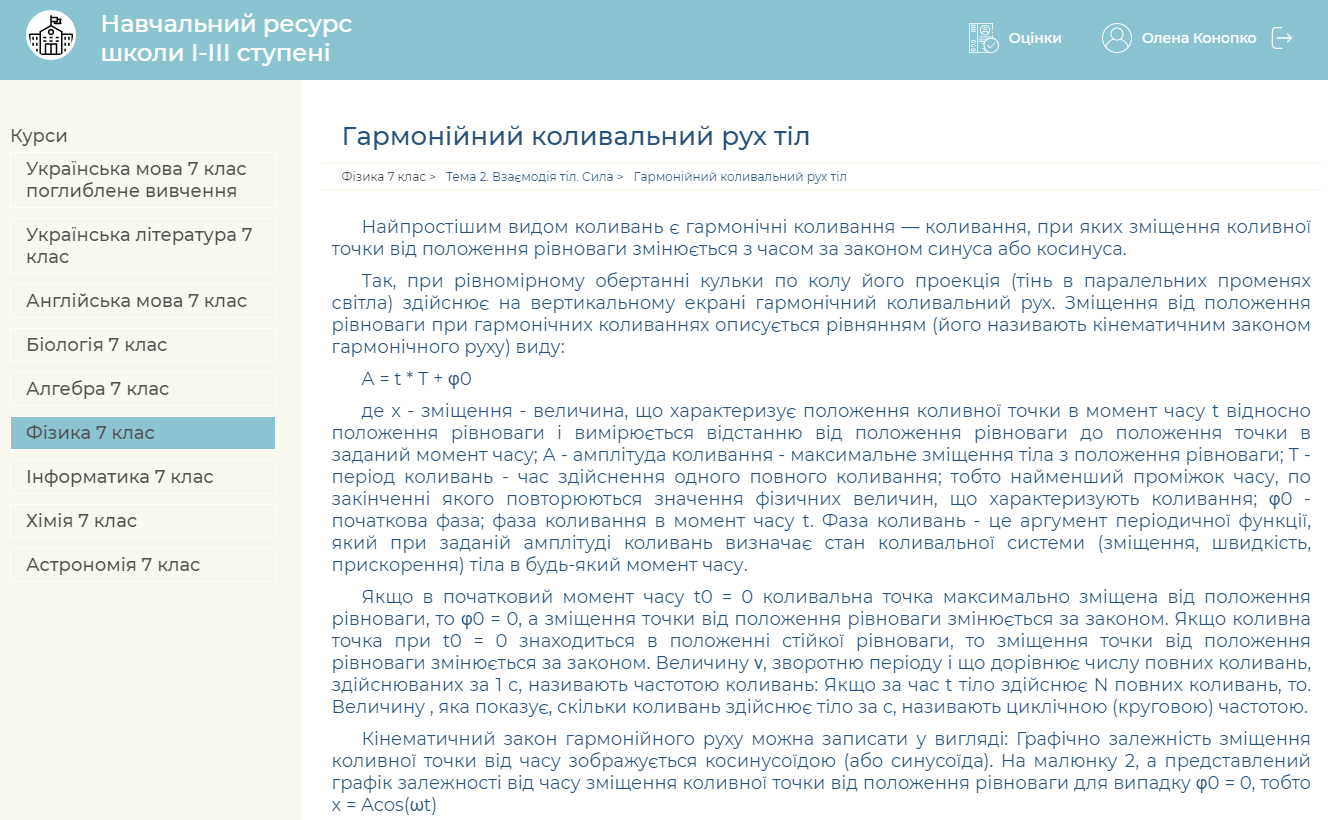 Навчальний ресурс
школи І-ІІІ ступені
Оцінки
Олена Конопко
Курси
Українська мова 7 клас
поглиблене вивчення
Українська література 7
клас
Англійська мова 7 клас
Біологія 7 клас
Алгебра 7 клас
Фізика 7 клас
Інформатика 7 клас
Хімія 7 клас
Астрономія 7 клас
Гармонійний коливальний рух тіл
Фізика 7 клас > Тема 2. Взаємодія тіл. Сила > Гармонійний коливальний рух тіл
Найпростішим видом коливань є гармонічні коливання — коливання, при яких зміщення коливної
точки від положення рівноваги змінюється з часом за законом синуса або косинуса.
Так, при рівномірному обертанні кульки по колу його проекція (тінь в паралельних променях
світла) здійснює на вертикальному екрані гармонічний коливальний рух. Зміщення від положення
рівноваги при гармонічних коливаннях описується рівнянням (його називають кінематичним законом
гармонічного руху) виду:
A = t * T + φ0
де х - зміщення - величина, що характеризує положення коливної точки в момент часу t відносно
положення рівноваги і вимірюється відстанню від положення рівноваги до положення точки в
заданий момент часу; А - амплітуда коливання - максимальне зміщення тіла з положення рівноваги; Т -
період коливань - час здійснення одного повного коливання; тобто найменший проміжок часу, по
закінченні якого повторюються значення фізичних величин, що характеризують коливання; φ0 -
початкова фаза; фаза коливання в момент часу t. Фаза коливань - це аргумент періодичної функції,
який при заданій амплітуді коливань визначає стан коливальної системи (зміщення, швидкість,
прискорення) тіла в будь-який момент часу.
Якщо в початковий момент часу t0 = 0 коливальна точка максимально зміщена від положення
рівноваги, то φ0 = 0, а зміщення точки від положення рівноваги змінюється за законом. Якщо коливна
точка при t0 = 0 знаходиться в положенні стійкої рівноваги, то зміщення точки від положення
рівноваги змінюється за законом. Величину ν, зворотню періоду і що дорівнює числу повних коливань,
здійснюваних за 1 с, називають частотою коливань: Якщо за час t тіло здійснює N повних коливань, то.
Величину , яка показує, скільки коливань здійснює тіло за с, називають циклічною (круговою) частотою.
Кінематичний закон гармонійного руху можна записати у вигляді: Графічно залежність зміщення
коливної точки від часу зображується косинусоїдою (або синусоїда). На малюнку 2, а представлений
графік залежності від часу зміщення коливної точки від положення рівноваги для випадку φ0 = 0, тобто
x = Acos(ωt)